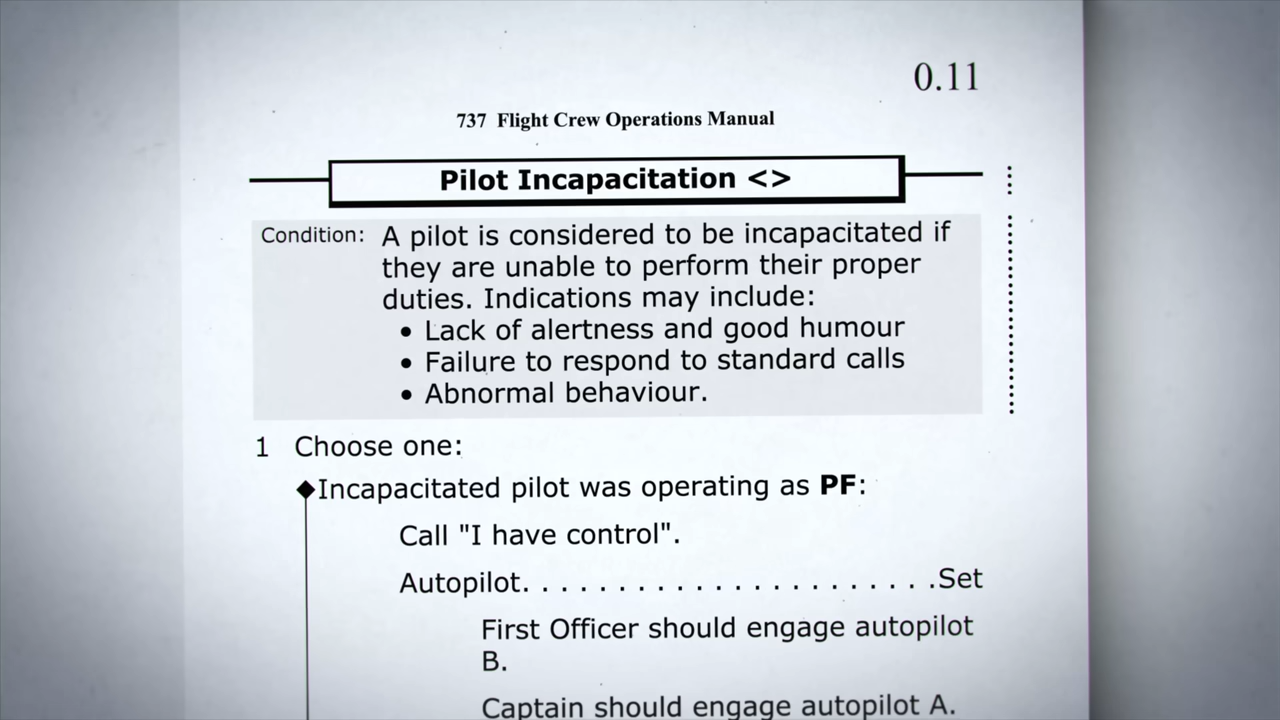 0.11
737 Flight Crew Operations Manual
Pilot Incapacitation <>
Condition: A pilot is considered to be incapacitated if
they are unable to perform their proper
duties. Indications may include:
• Lack of alertness and good humour
• Failure to respond to standard calls
• Abnormal behaviour.
1 Choose one:
◆Incapacitated pilot was operating as PF:
Call "I have control".
Autopilot. . . . . . . . . . . . . . . . . . . . . .Set
First Officer should engage autopilot
B.
Captain should engage autopilot A.